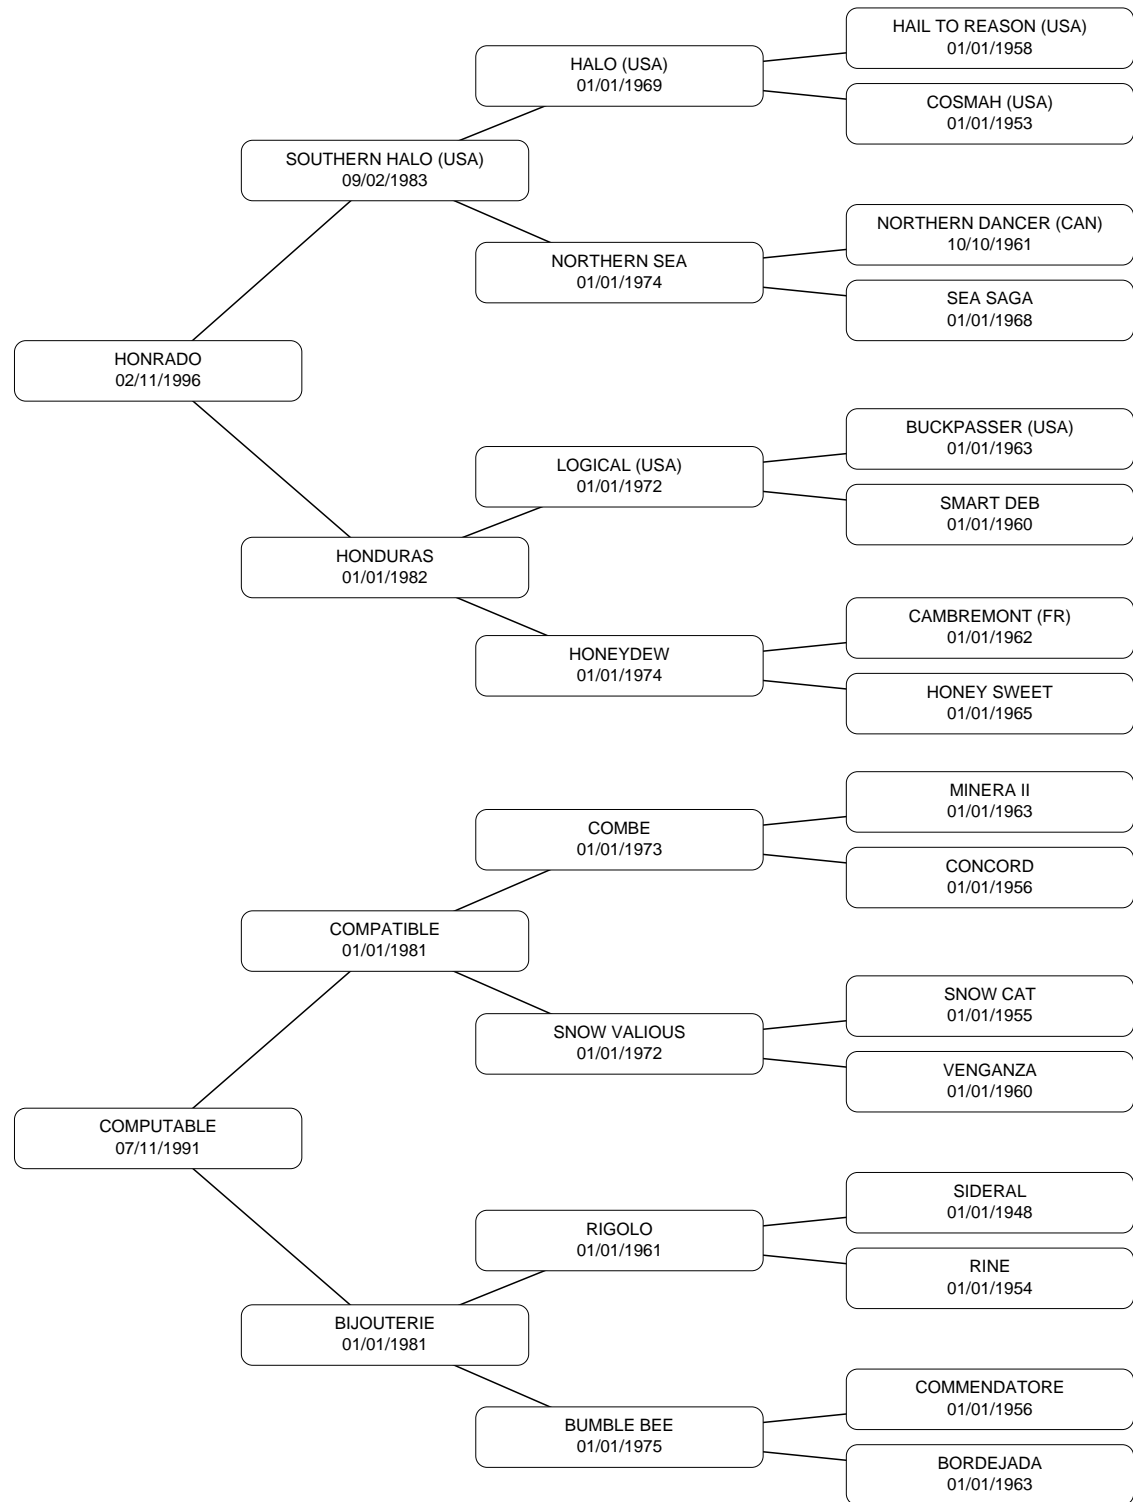 HAIL TO REASON (USA)
01/01/1958
HALO (USA)
01/01/1969
COSMAH (USA)
01/01/1953
SOUTHERN HALO (USA)
09/02/1983
NORTHERN DANCER (CAN)
10/10/1961
NORTHERN SEA
01/01/1974
SEA SAGA
01/01/1968
HONRADO
02/11/1996
BUCKPASSER (USA)
01/01/1963
LOGICAL (USA)
01/01/1972
SMART DEB
01/01/1960
HONDURAS
01/01/1982
CAMBREMONT (FR)
01/01/1962
HONEYDEW
01/01/1974
HONEY SWEET
01/01/1965
MINERA II
01/01/1963
COMBE
01/01/1973
CONCORD
01/01/1956
COMPATIBLE
01/01/1981
SNOW CAT
01/01/1955
SNOW VALIOUS
01/01/1972
VENGANZA
01/01/1960
COMPUTABLE
07/11/1991
SIDERAL
01/01/1948
RIGOLO
01/01/1961
RINE
01/01/1954
BIJOUTERIE
01/01/1981
COMMENDATORE
01/01/1956
BUMBLE BEE
01/01/1975
BORDEJADA
01/01/1963